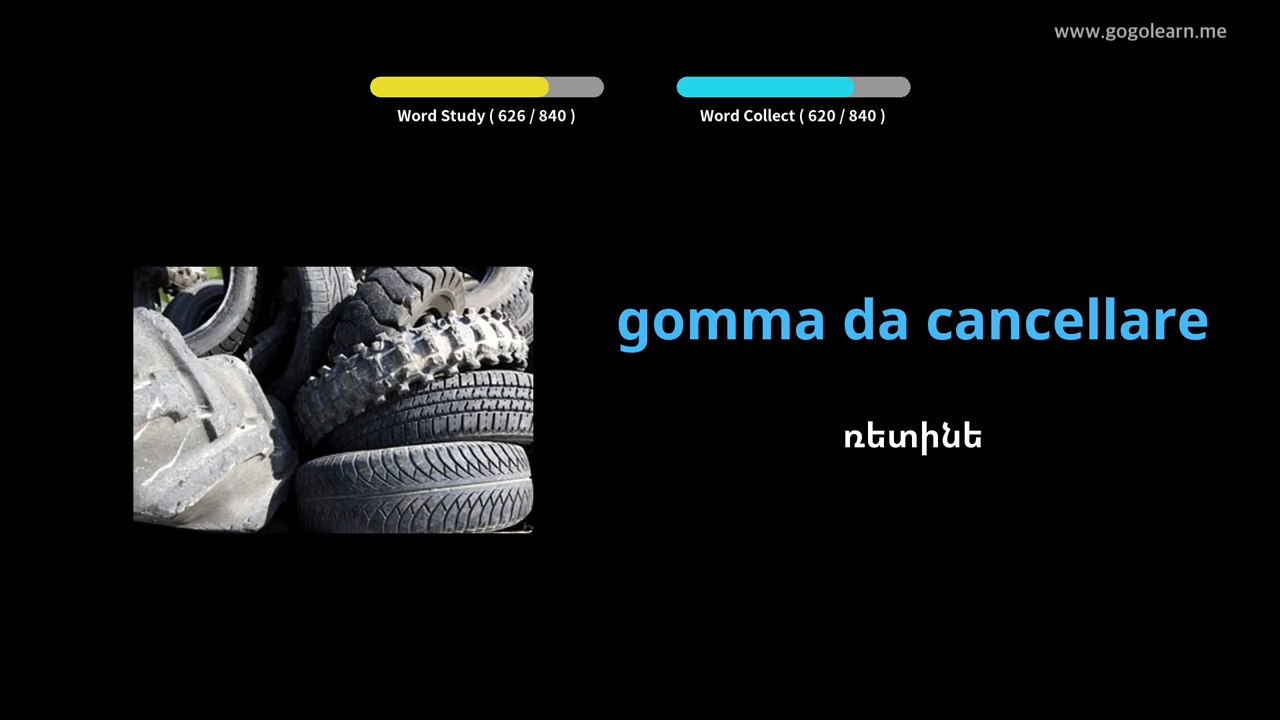 www.gogolearn.me
Word Study ( 626 / 840 )
Word Collect ( 620 / 840 )
gomma da cancellare
ռետինե